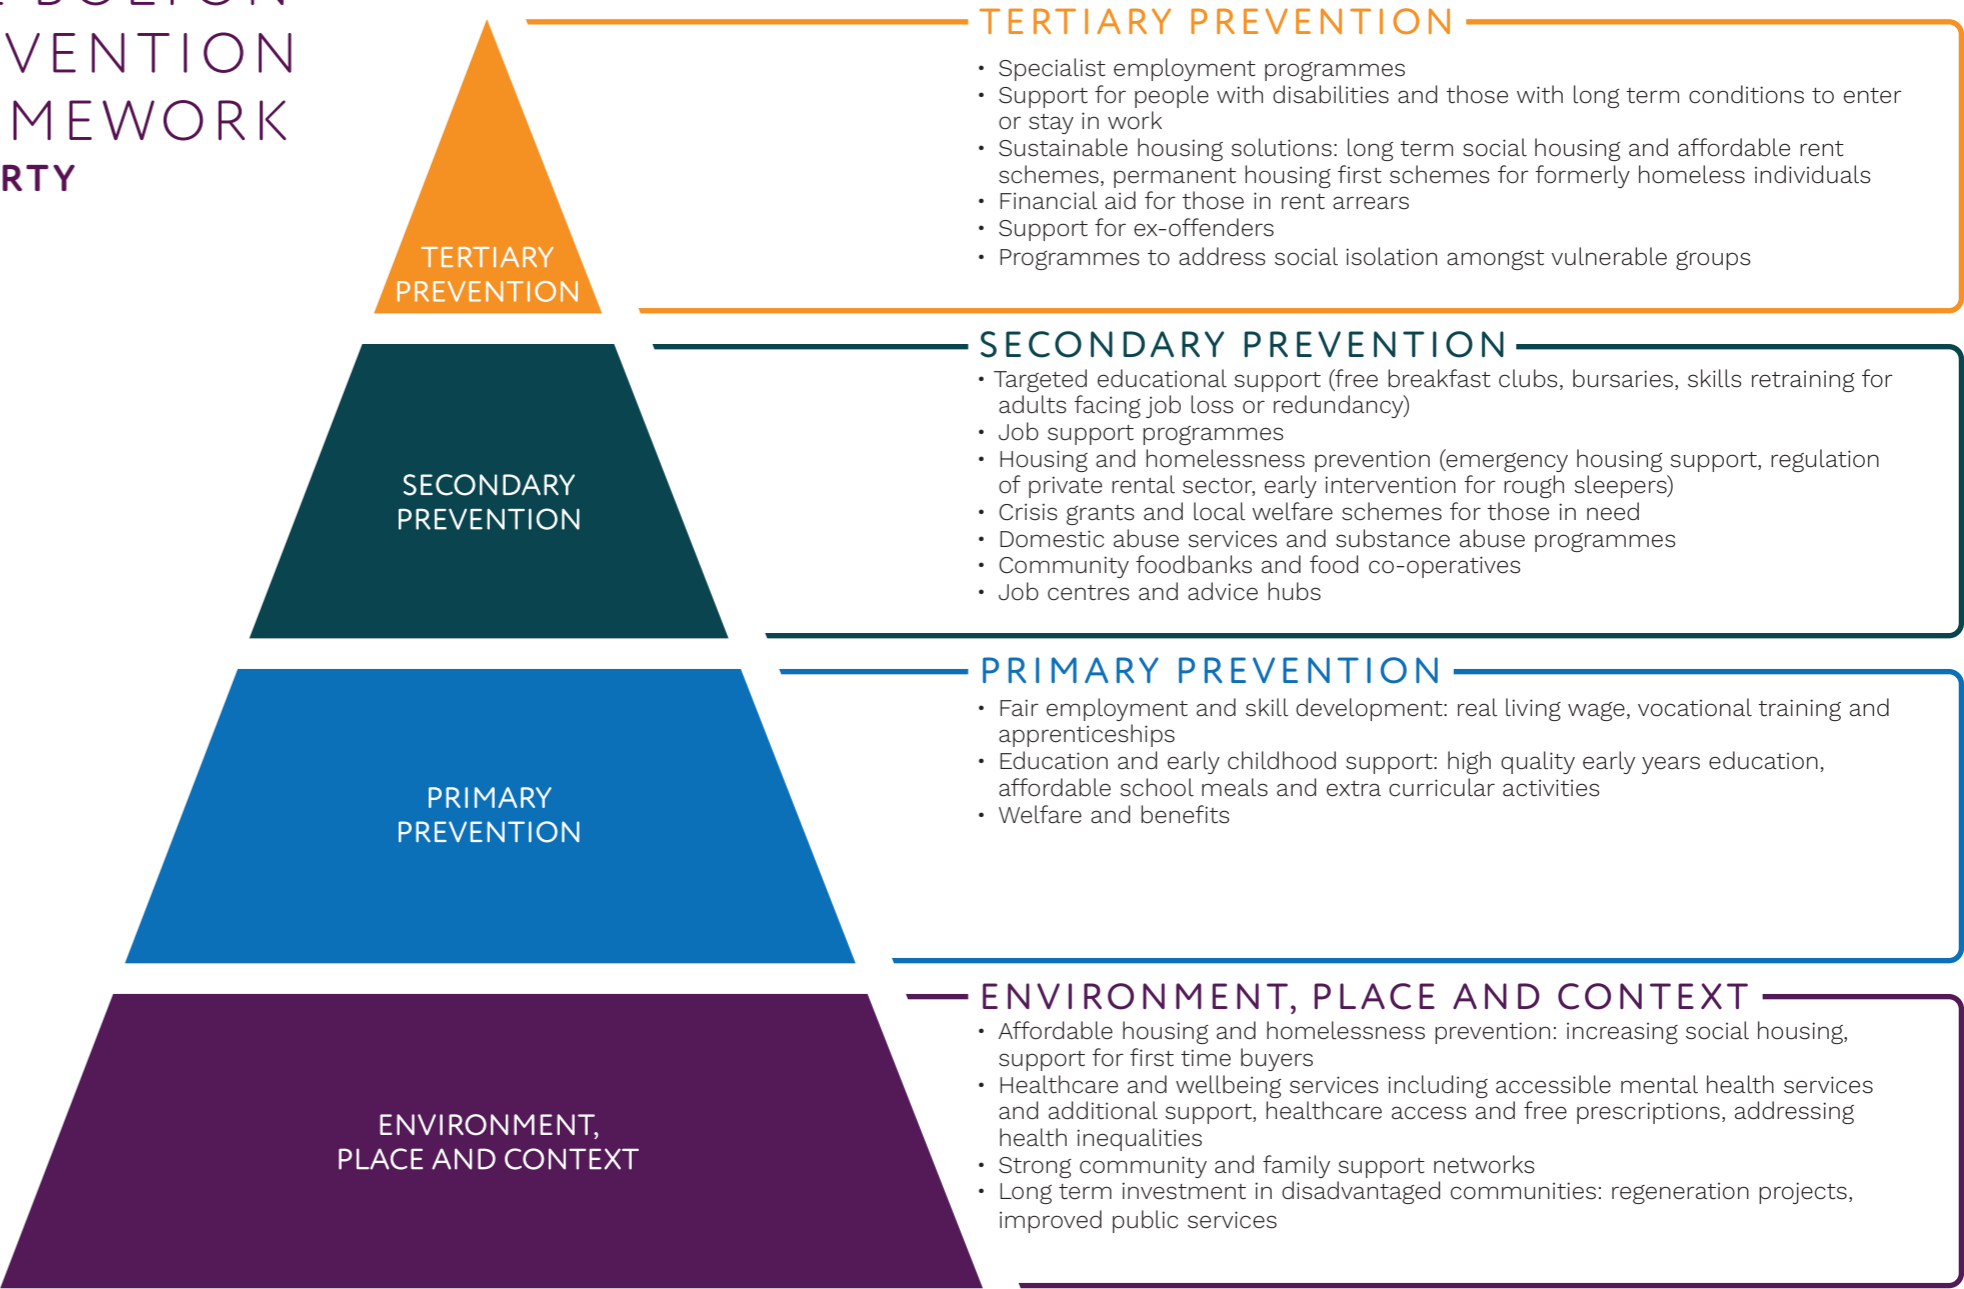 BOLTON
VENTION
MEWORK
RTY
TERTIARY PREVENTION
• Specialist employment programmes
• Support for people with disabilities and those with long term conditions to enter
or stay in work
• Sustainable housing solutions: long term social housing and affordable rent
schemes, permanent housing first schemes for formerly homeless individuals
• Financial aid for those in rent arrears
• Support for ex-offenders
• Programmes to address social isolation amongst vulnerable groups
TERTIARY
PREVENTION
SECONDARY PREVENTION
• Targeted educational support (free breakfast clubs, bursaries, skills retraining for
adults facing job loss or redundancy)
• Job support programmes
• Housing and homelessness prevention (emergency housing support, regulation
of private rental sector, early intervention for rough sleepers)
• Crisis grants and local welfare schemes for those in need
• Domestic abuse services and substance abuse programmes
• Community foodbanks and food co-operatives
• Job centres and advice hubs
SECONDARY
PREVENTION
PRIMARY PREVENTION
• Fair employment and skill development: real living wage, vocational training and
apprenticeships
• Education and early childhood support: high quality early years education,
affordable school meals and extra curricular activities
• Welfare and benefits
PRIMARY
PREVENTION
ENVIRONMENT, PLACE AND CONTEXT
• Affordable housing and homelessness prevention: increasing social housing,
support for first time buyers
• Healthcare and wellbeing services including accessible mental health services
and additional support, healthcare access and free prescriptions, addressing
health inequalities
• Strong community and family support networks
• Long term investment in disadvantaged communities: regeneration projects,
improved public services
ENVIRONMENT,
PLACE AND CONTEXT